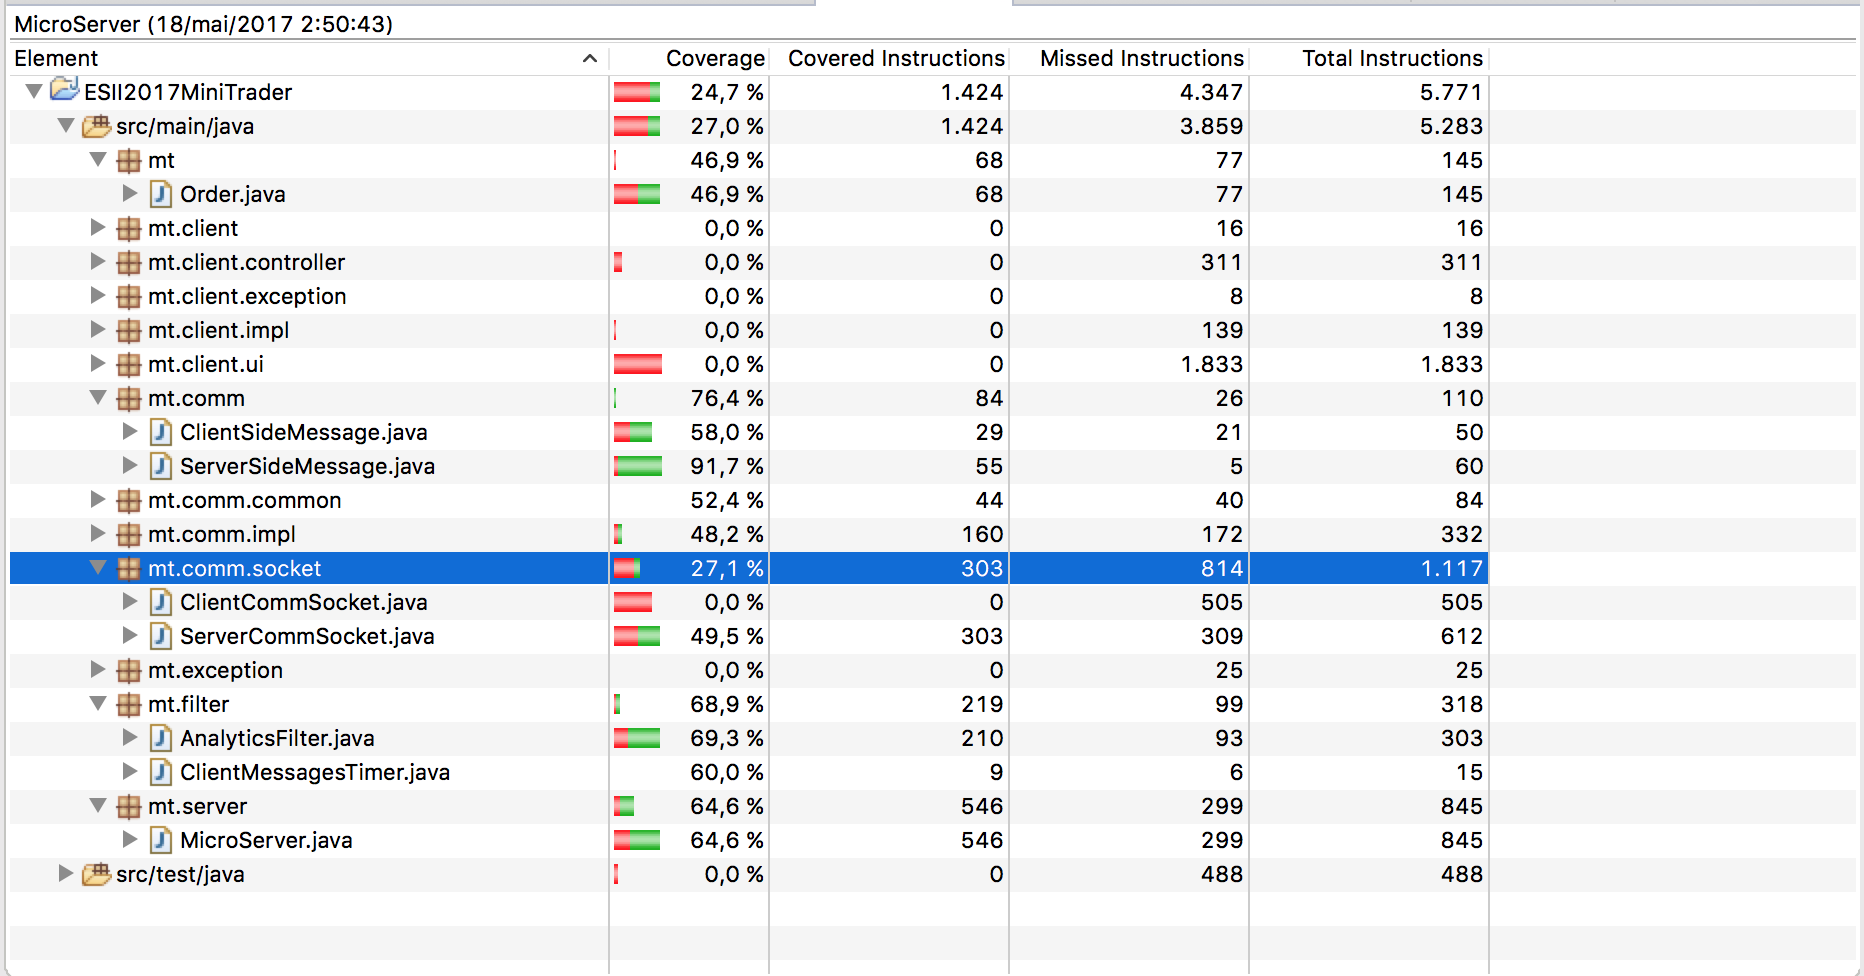 MicroServer (18/mai/2017 2:50:43)
Element Coverage Covered Instructions Missed Instructions Total Instructions
ESII2017MiniTrader 24,7 % 1.424 4.347 5.771
src/main/java 27,0 % 1.424 3.859 5.283
mt 46,9 % 68 77 145
Order.java 46,9 % 68 77 145
mt.client 0,0 % 0 16 16
mt.client.controller 0,0 % 0 311 311
mt.client.exception 0,0 % 0 8 8
mt.client.impl 0,0 % 0 139 139
mt.client.ui 0,0 % 0 1.833 1.833
mt.comm 76,4 % 84 26 110
ClientSideMessage.java 58,0 % 29 21 50
ServerSideMessage.java 91,7 % 55 5 60
mt.comm.common 52,4 % 44 40 84
mt.comm.impl 48,2 % 160 172 332
mt.comm.socket 27,1 % 303 814 1.117
ClientCommSocket.java 0,0 % 0 505 505
ServerCommSocket.java 49,5 % 303 309 612
mt.exception 0,0 % 0 25 25
mt.filter 68,9 % 219 99 318
AnalyticsFilter.java 69,3 % 210 93 303
ClientMessagesTimer.java 60,0 % 9 6 15
mt.server 64,6 % 546 299 845
MicroServer.java 64,6 % 546 299 845
src/test/java 0,0 % 0 488 488